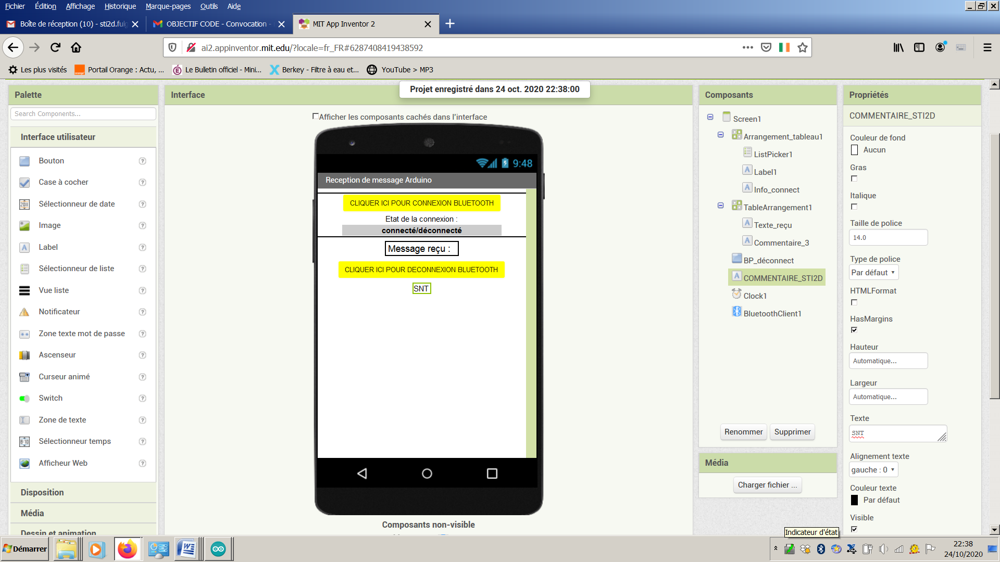 Fichier Édition Affichage Historique Marque-pages Outils Aide
Boîte de réception (10) - sti2d.fulg
OBJECTIF CODE - Convocation -
MIT App Inventor 2
ai2.appinventor.mit.edu/?locale=fr_FR#6287408419438592
Les plus visités
Portail Orange : Actu, ...
Le Bulletin officiel - Mini...
Berkey - Filtre à eau et...
YouTube > MP3
Projet enregistré dans 24 oct. 2020 22:38:00
Palette
Search Components...
Interface utilisateur
Bouton
Case à cocher
Sélectionneur de date
Image
Label
Sélectionneur de liste
Vue liste
Notificateur
Zone texte mot de passe
Ascenseur
Curseur animé
Switch
Zone de texte
Sélectionneur temps
Afficheur Web
Disposition
Média
Dessin et animation
Interface
Afficher les composants cachés dans l'interface
9:48
Reception de message Arduino
CLIQUER ICI POUR CONNEXION BLUETOOTH
Etat de la connexion :
connecté/déconnecté
Message reçu :
CLIQUER ICI POUR DECONNEXION BLUETOOTH
SNT
Composants non-visible
Composants
Screen1
Arrangement_tableau1
ListPicker1
Label1
Info_connect
TableArrangement1
Texte_reçu
Commentaire_3
BP_déconnect
COMMENTAIRE_STI2D
Clock1
BluetoothClient1
Renommer
Supprimer
Média
Charger fichier ...
Propriétés
COMMENTAIRE_STI2D
Couleur de fond
Aucun
Gras
Italique
Taille de police
14.0
Type de police
Par défaut
HTMLFormat
HasMargins
Hauteur
Automatique...
Largeur
Automatique...
Texte
SNT
Alignement texte
gauche : 0
Couleur texte
Par défaut
Visible
Indicateur d'état
Démarrer
22:38
24/10/2020